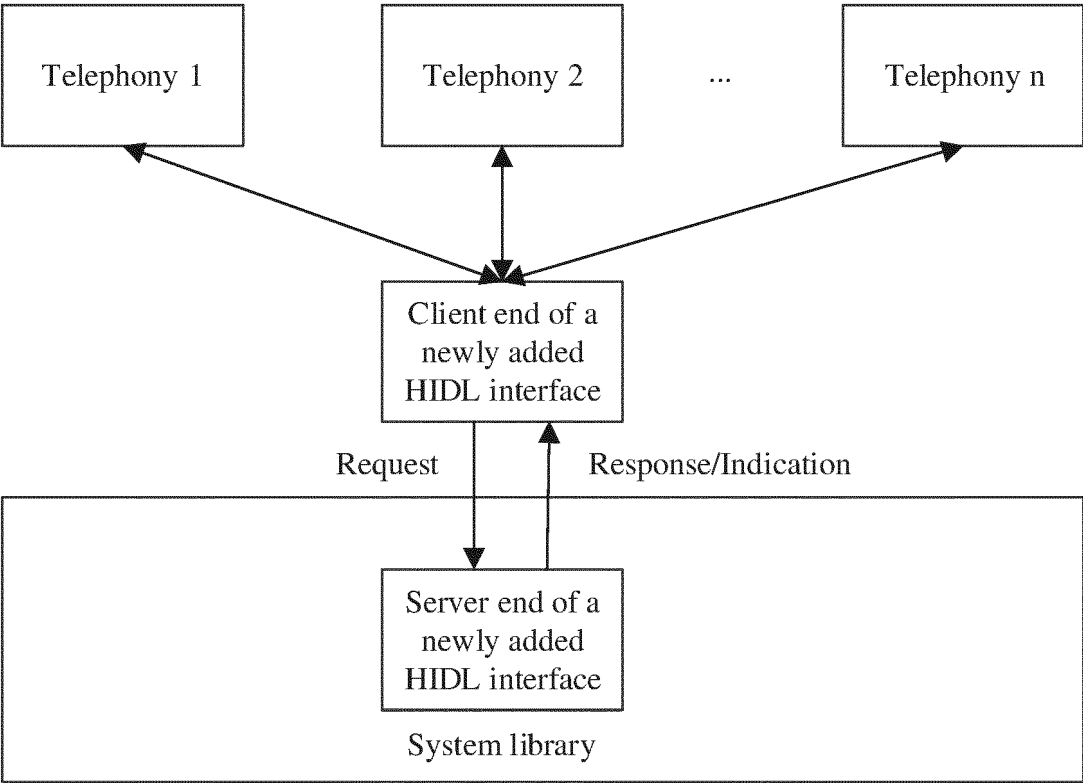 Telephony 1
Telephony 2
...
Telephony n
Client end of a
newly added
HIDL interface
Request
Response/Indication
Server end of a
newly added
HIDL interface
System library